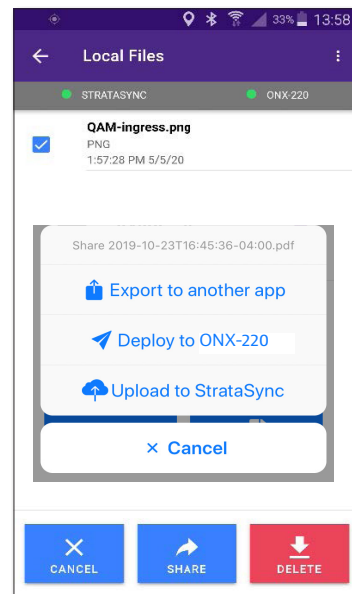 33% 13:58
Local Files
STRATASYNC ONX-220
QAM-ingress.png
PNG
1:57:28 PM 5/5/20
Share 2019-10-23T16:45:36-04:00.pdf
Export to another app
Deploy to ONX-220
Upload to StrataSync
× Cancel
CANCEL SHARE DELETE